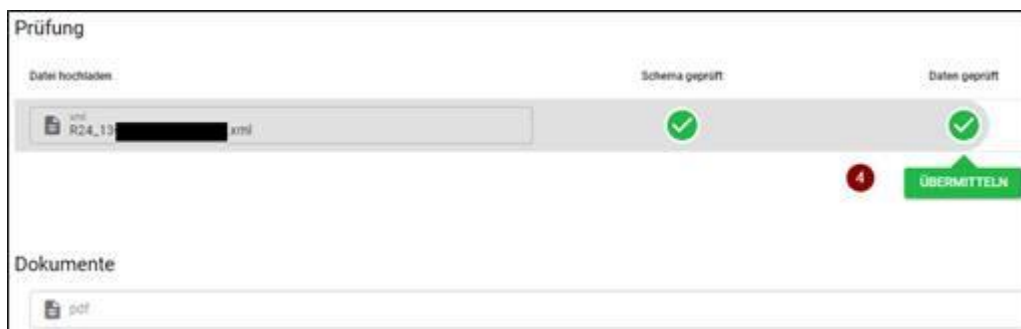 Prüfung
Datei hochladen Schema geprüft Daten geprüft
xml
R24_13 .xml
4 ÜBERMITTELN
Dokumente
pdf